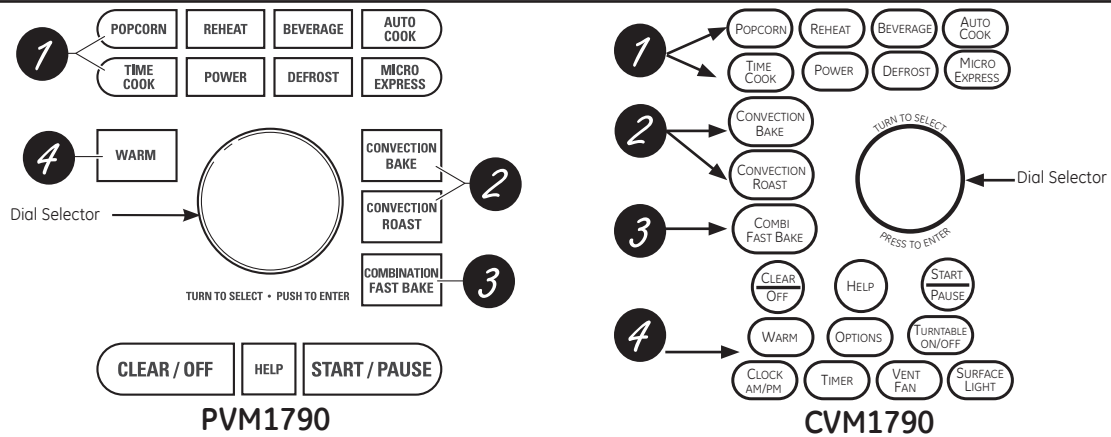 1
POPCORN
REHEAT
BEVERAGE
AUTO
COOK
TIME
COOK
POWER
DEFROST
MICRO
EXPRESS
4
WARM
CONVECTION
BAKE
2
CONVECTION
ROAST
Dial Selector
COMBINATION
FAST BAKE
3
TURN TO SELECT • PUSH TO ENTER
CLEAR / OFF
HELP
START / PAUSE
PVM1790
1
POPCORN
REHEAT
BEVERAGE
AUTO
COOK
TIME
COOK
POWER
DEFROST
MICRO
EXPRESS
2
CONVECTION
BAKE
CONVECTION
ROAST
TURN TO SELECT
PRESS TO ENTER
Dial Selector
3
COMBI
FAST BAKE
CLEAR
OFF
HELP
START
PAUSE
4
WARM
OPTIONS
TURNTABLE
ON/OFF
CLOCK
AM/PM
TIMER
VENT
FAN
SURFACE
LIGHT
CVM1790